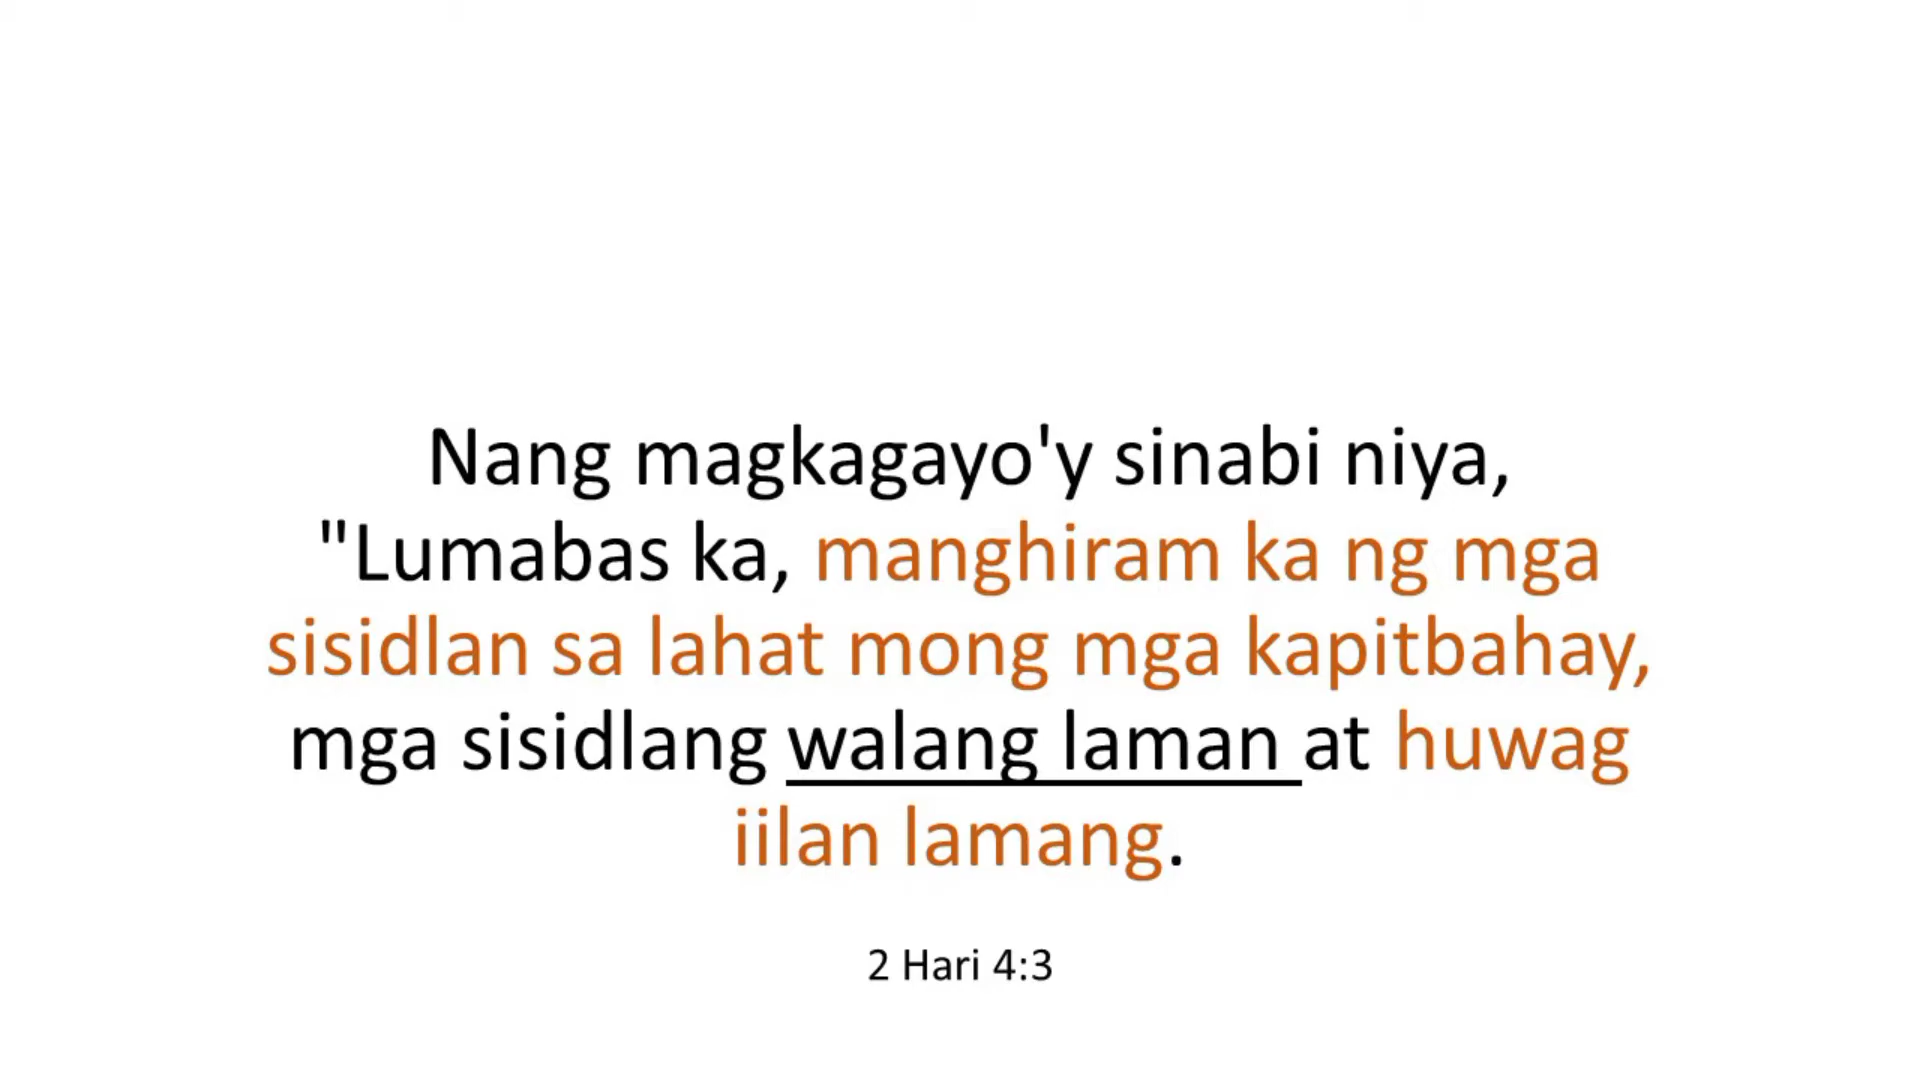 Nang magkagayo'y sinabi niya,
"Lumabas ka, manghiram ka ng mga
sisidlan sa lahat mong mga kapitbahay,
mga sisidlang walang laman at huwag
iilan lamang.
2 Hari 4:3